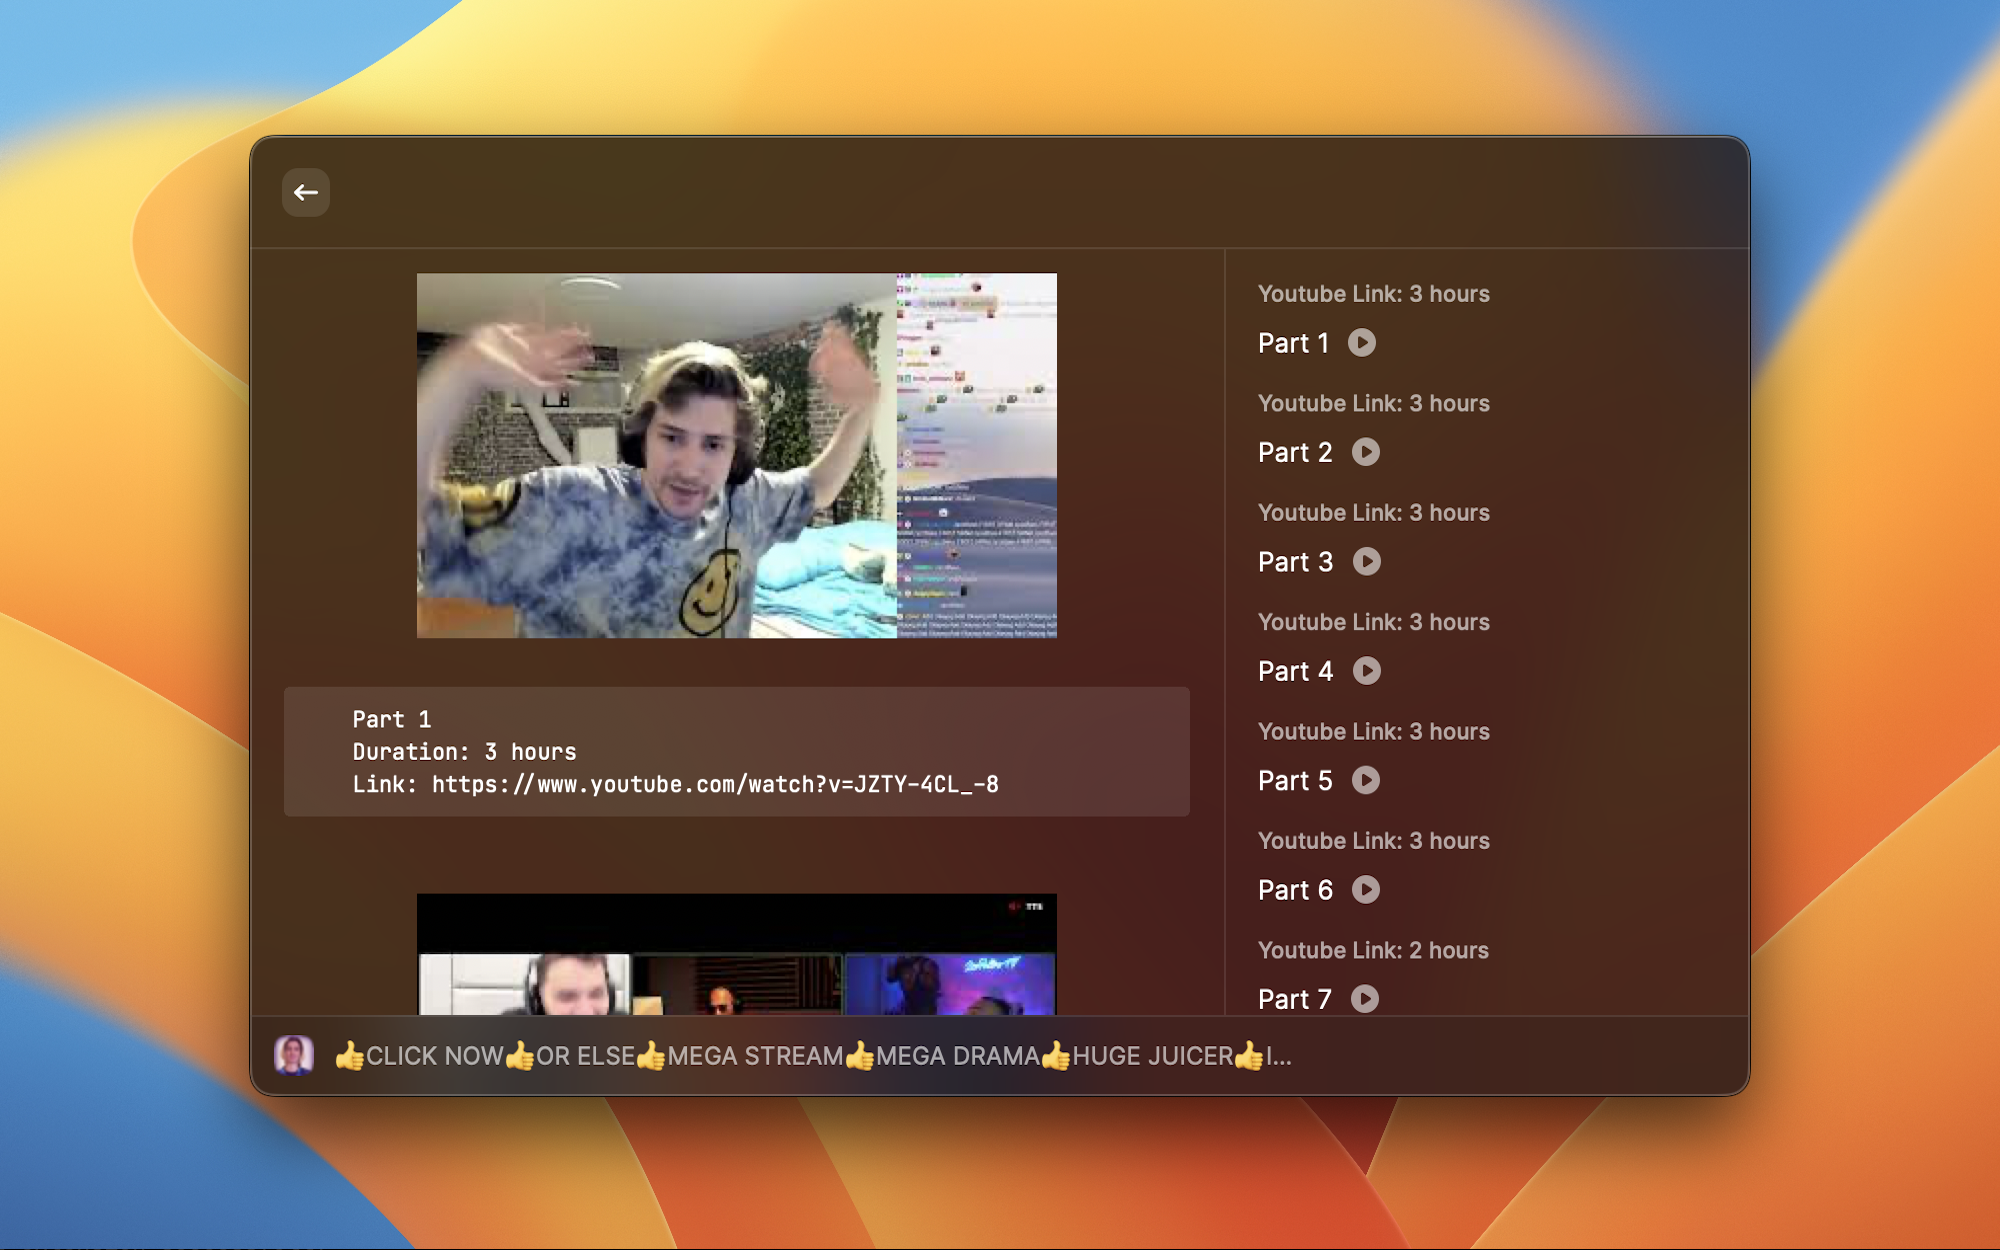 Part 1
Duration: 3 hours
Link: https://www.youtube.com/watch?v=JZTY-4CL_-8
TTS
Youtube Link: 3 hours
Part 1
Youtube Link: 3 hours
Part 2
Youtube Link: 3 hours
Part 3
Youtube Link: 3 hours
Part 4
Youtube Link: 3 hours
Part 5
Youtube Link: 3 hours
Part 6
Youtube Link: 2 hours
Part 7
👍CLICK NOW👍OR ELSE👍MEGA STREAM👍MEGA DRAMA👍HUGE JUICER👍I...